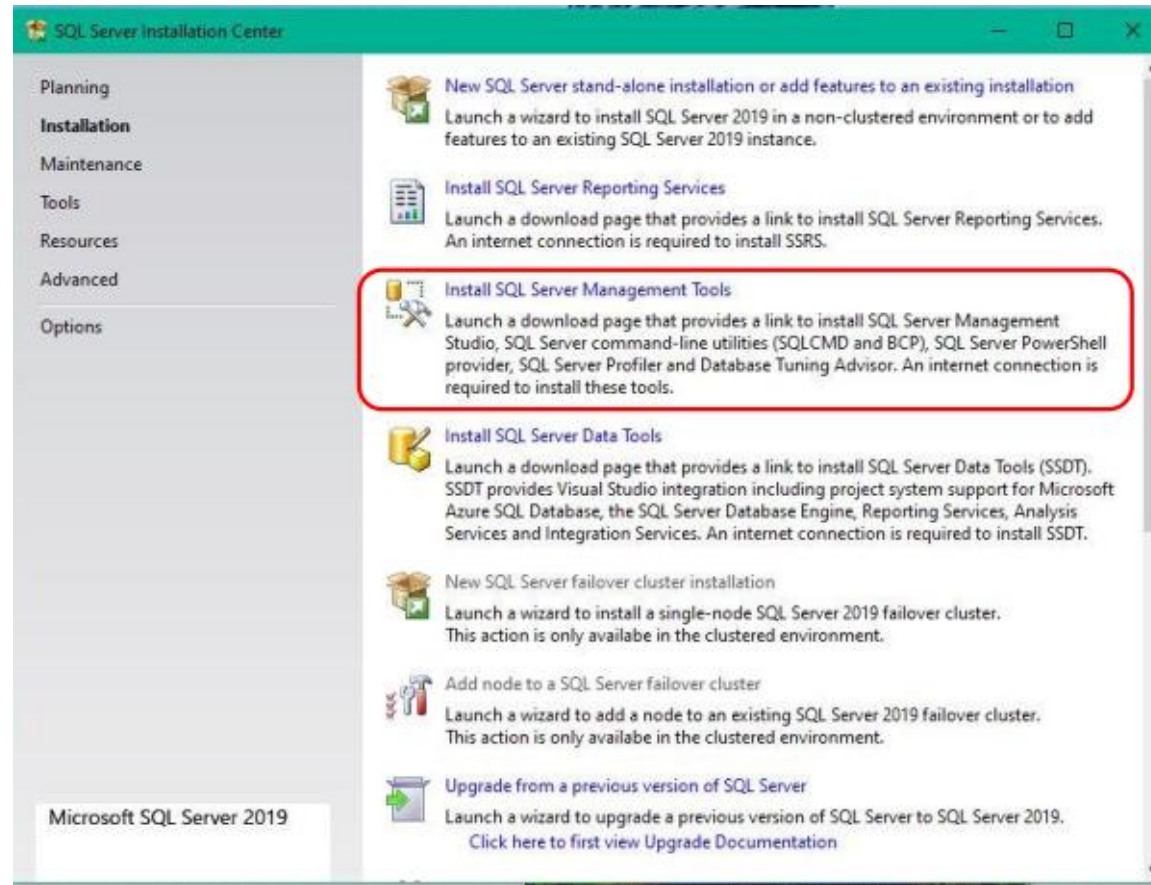 SQL Server Installation Center
Planning
Installation
Maintenance
Tools
Resources
Advanced
Options
Microsoft SQL Server 2019
New SQL Server stand-alone installation or add features to an existing installation
Launch a wizard to install SQL Server 2019 in a non-clustered environment or to add
features to an existing SQL Server 2019 instance.
Install SQL Server Reporting Services
Launch a download page that provides a link to install SQL Server Reporting Services.
An internet connection is required to install SSRS.
Install SQL Server Management Tools
Launch a download page that provides a link to install SQL Server Management
Studio, SQL Server command-line utilities (SQLCMD and BCP), SQL Server PowerShell
provider, SQL Server Profiler and Database Tuning Advisor. An internet connection is
required to install these tools.
Install SQL Server Data Tools
Launch a download page that provides a link to install SQL Server Data Tools (SSDT).
SSDT provides Visual Studio integration including project system support for Microsoft
Azure SQL Database, the SQL Server Database Engine, Reporting Services, Analysis
Services and Integration Services. An internet connection is required to install SSDT.
New SQL Server failover cluster installation
Launch a wizard to install a single-node SQL Server 2019 failover cluster.
This action is only availabe in the clustered environment.
Add node to a SQL Server failover cluster
Launch a wizard to add a node to an existing SQL Server 2019 failover cluster.
This action is only availabe in the clustered environment.
Upgrade from a previous version of SQL Server
Launch a wizard to upgrade a previous version of SQL Server to SQL Server 2019.
Click here to first view Upgrade Documentation